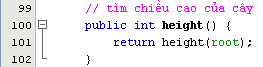 99 // tìm chiều cao của cây
100 public int height() {
101 return height(root);
102 }